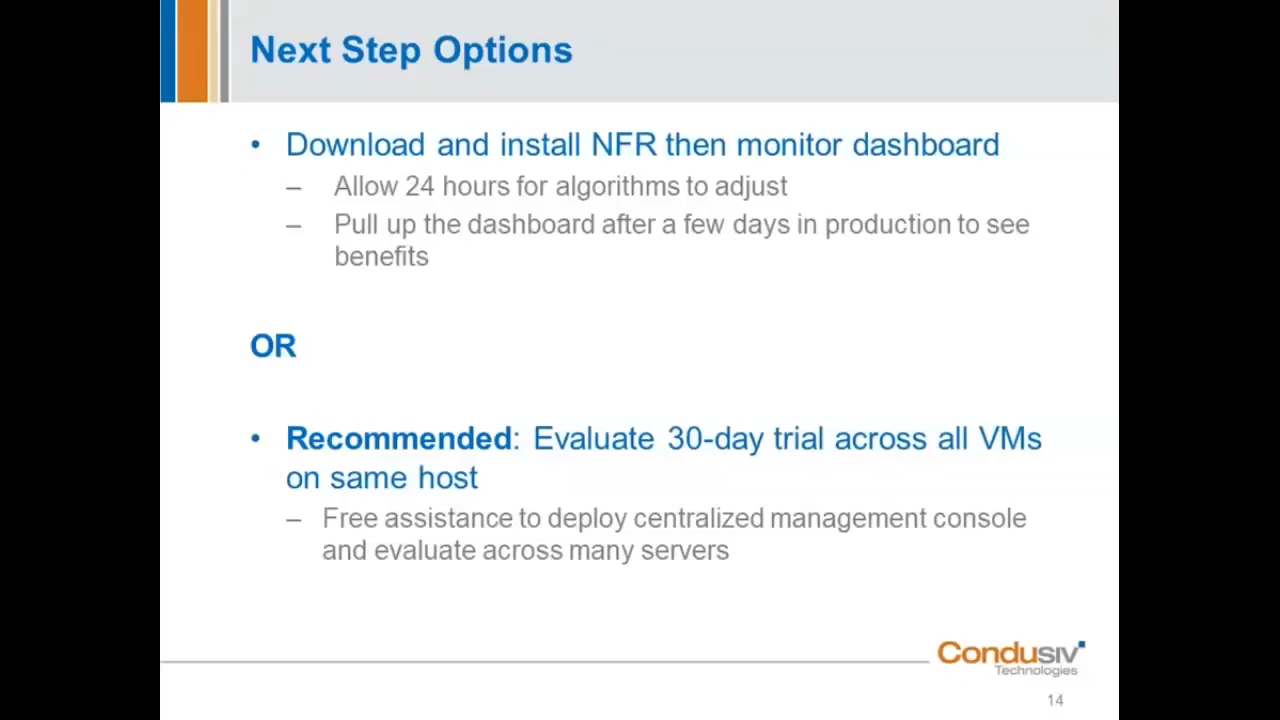 Next Step Options
• Download and install NFR then monitor dashboard
– Allow 24 hours for algorithms to adjust
– Pull up the dashboard after a few days in production to see
benefits
OR
• Recommended: Evaluate 30-day trial across all VMs
on same host
– Free assistance to deploy centralized management console
and evaluate across many servers
Condusiv
Technologies
14